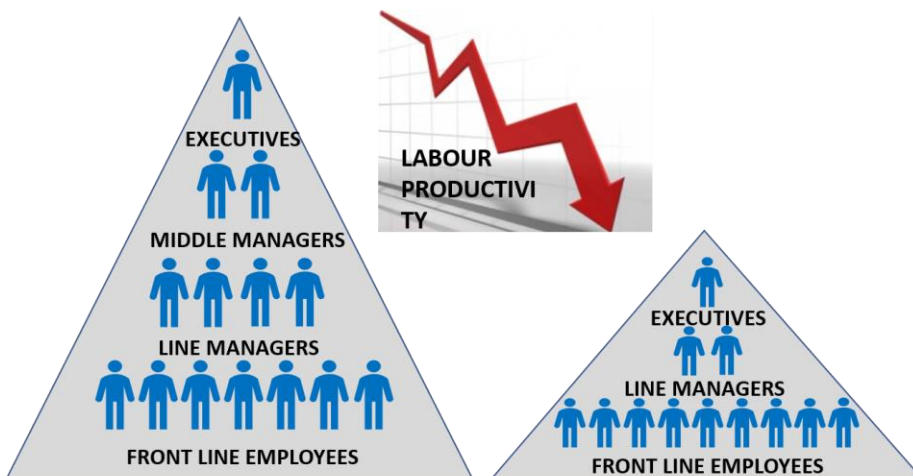 EXECUTIVES
MIDDLE MANAGERS
LINE MANAGERS
FRONT LINE EMPLOYEES
LABOUR
PRODUCTIVI
TY
EXECUTIVES
LINE MANAGERS
FRONT LINE EMPLOYEES